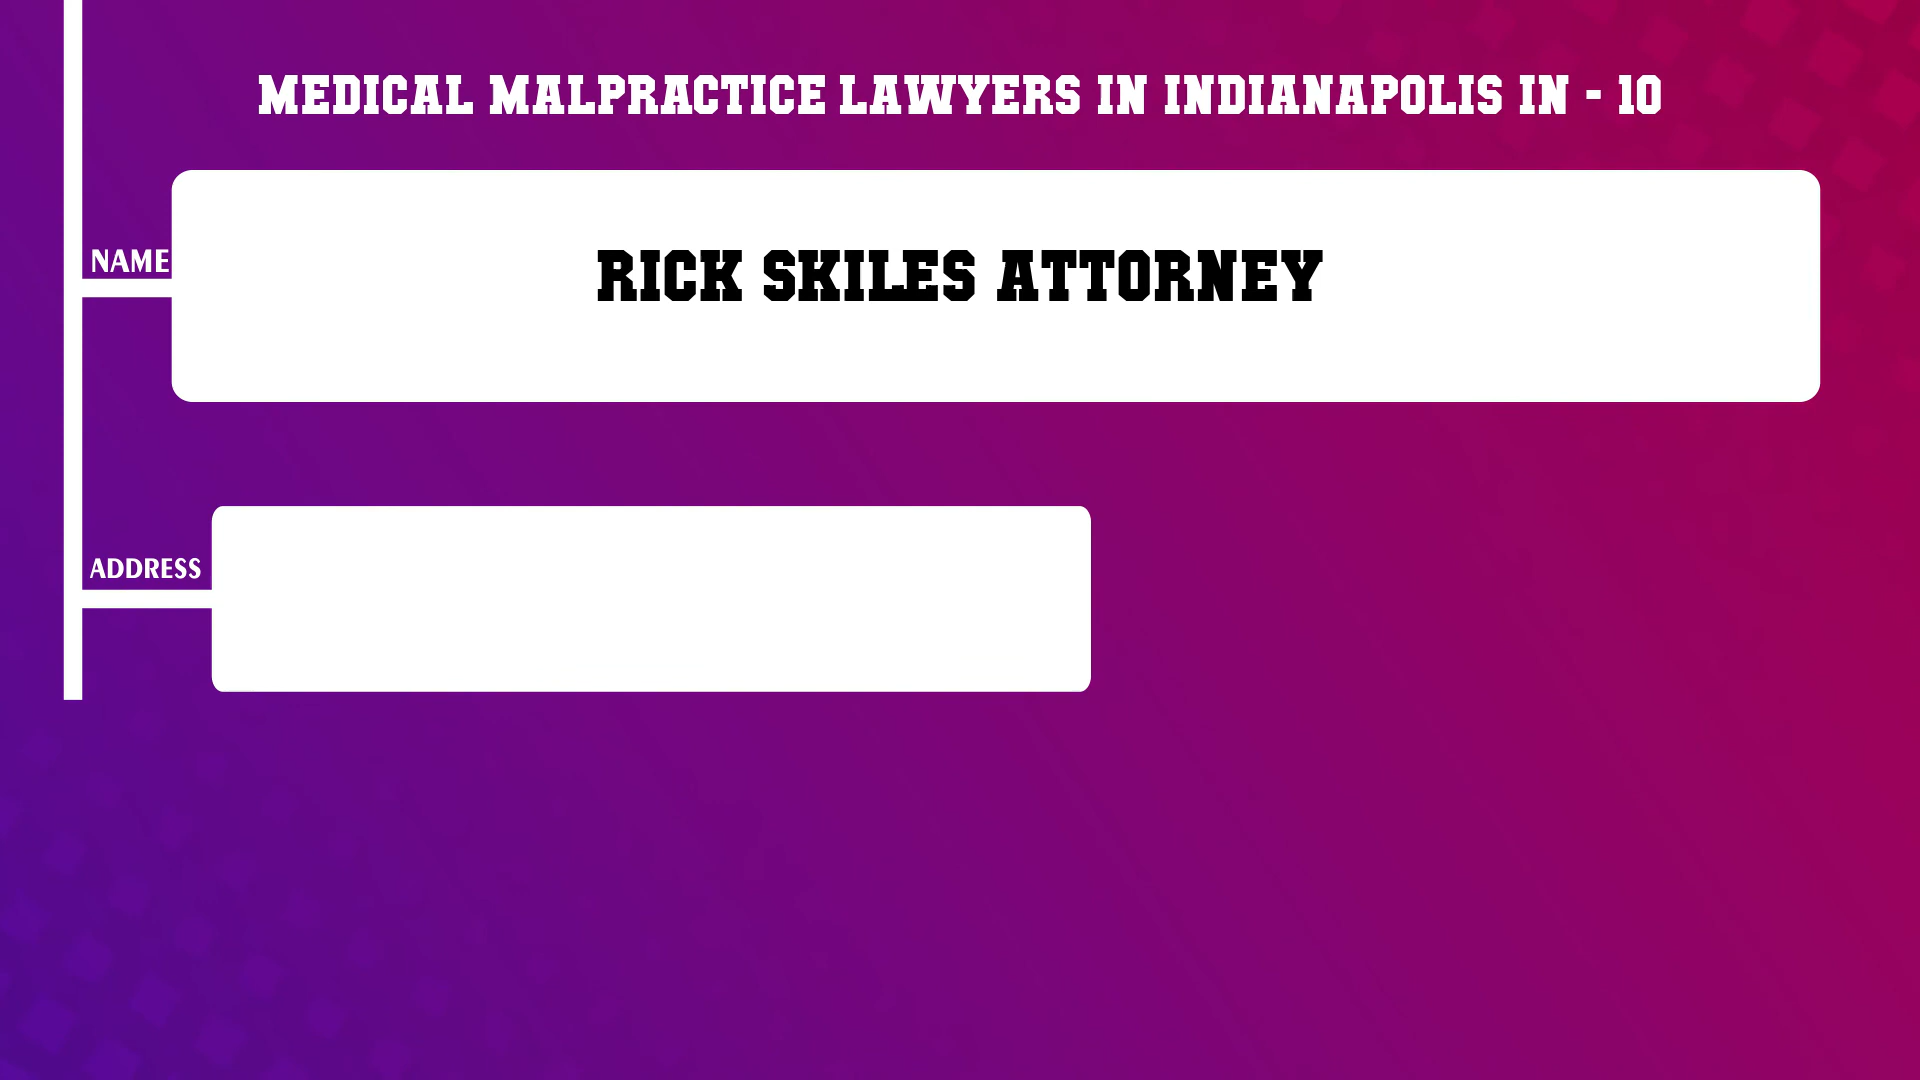 MEDICAL MALPRACTICE LAWYERS IN INDIANAPOLIS IN - 10
NAME
RICK SKILES ATTORNEY
ADDRESS